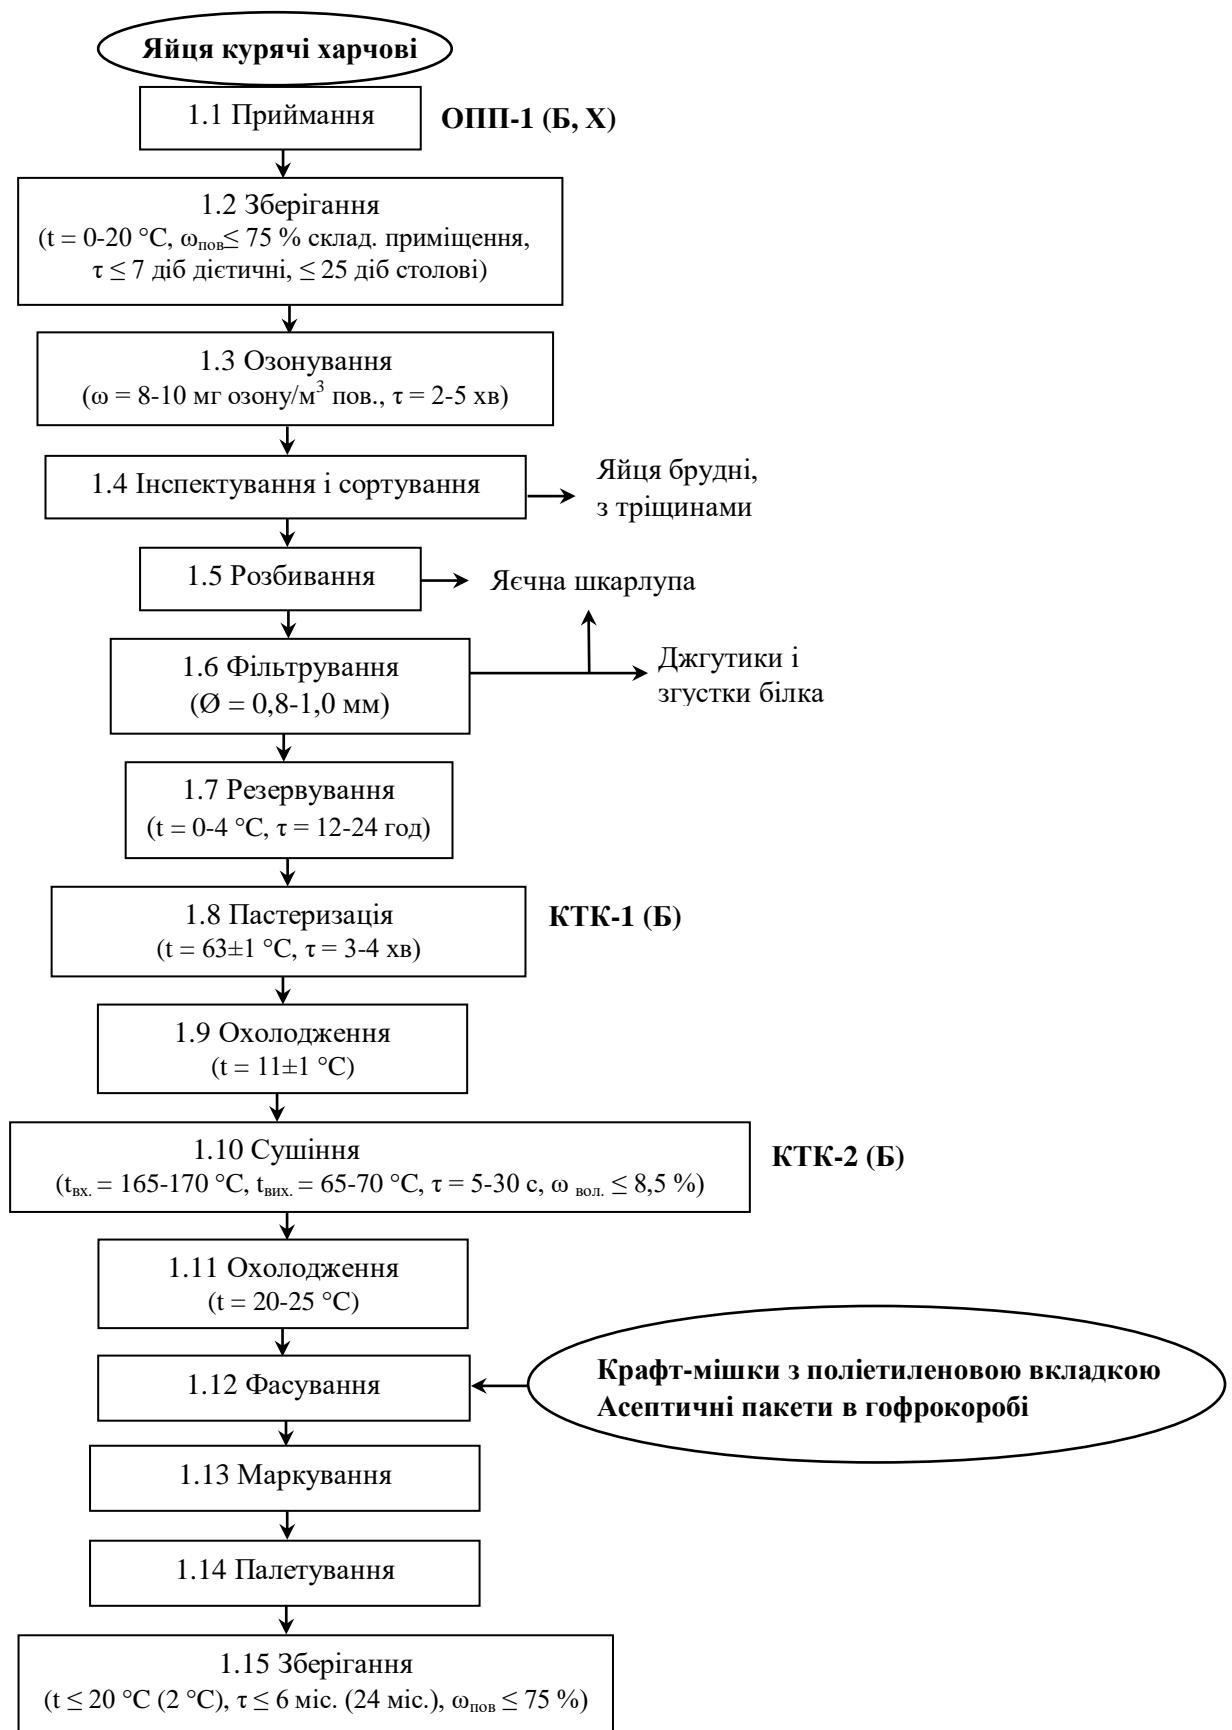 Яйця курячі харчові
1.1 Приймання
ОПП-1 (Б, Х)
1.2 Зберігання
(t = 0-20 °C, ωпов≤ 75 % склад. приміщення,
τ ≤ 7 діб дієтичні, ≤ 25 діб столові)
1.3 Озонування
(ω = 8-10 мг озону/м³ пов., τ = 2-5 хв)
1.4 Інспектування і сортування
Яйця брудні,
з тріщинами
1.5 Розбивання
Яєчна шкарлупа
1.6 Фільтрування
(Ø = 0,8-1,0 мм)
Джгутики і
згустки білка
1.7 Резервування
(t = 0-4 °C, τ = 12-24 год)
1.8 Пастеризація
(t = 63±1 °C, τ = 3-4 хв)
КТК-1 (Б)
1.9 Охолодження
(t = 11±1 °C)
1.10 Сушіння
(tвх. = 165-170 °C, tвих. = 65-70 °C, τ = 5-30 с, ω вол. ≤ 8,5 %)
КТК-2 (Б)
1.11 Охолодження
(t = 20-25 °C)
1.12 Фасування
Крафт-мішки з поліетиленовою вкладкою
Асептичні пакети в гофрокоробі
1.13 Маркування
1.14 Палетування
1.15 Зберігання
(t ≤ 20 °C (2 °C), τ ≤ 6 міс. (24 міс.), ωпов ≤ 75 %)